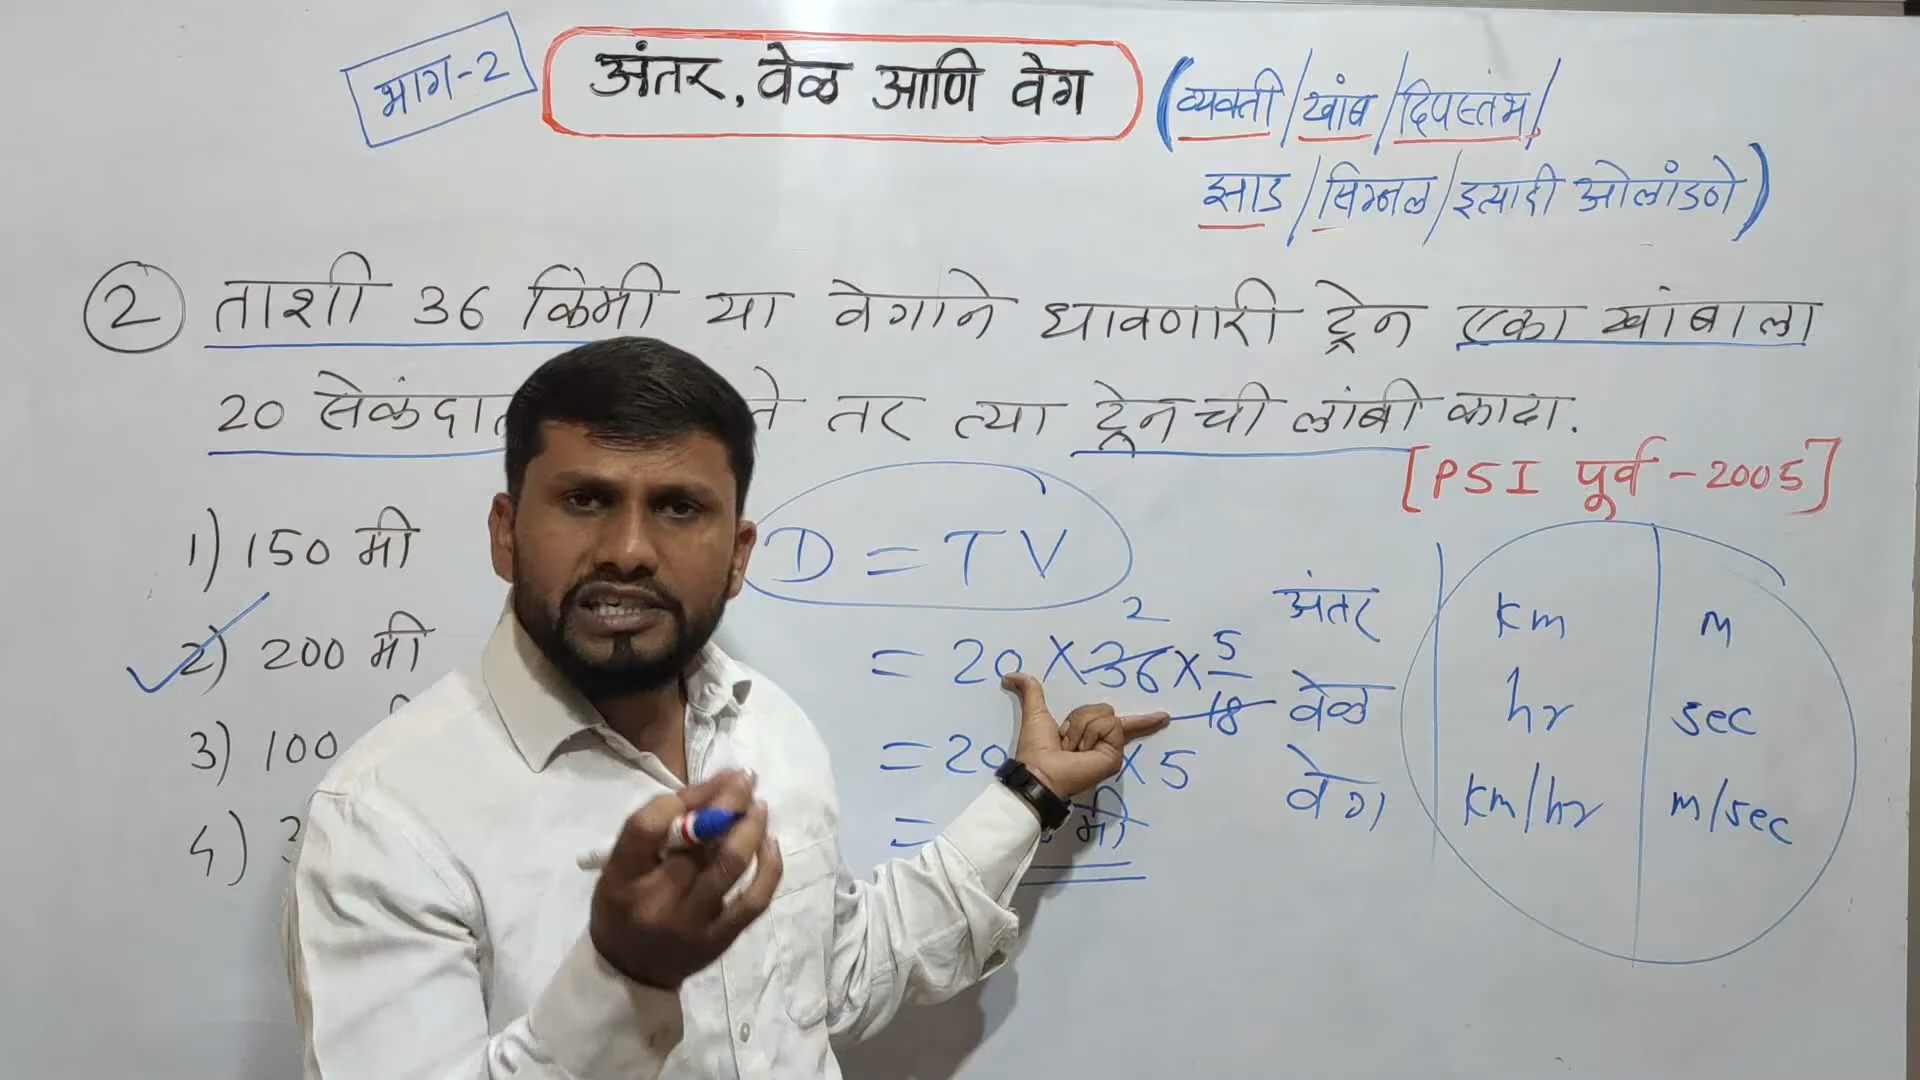 भाग-2
अंतर, वेळ आणि वेग
(व्यक्ती/खांब/दिपस्तंभ/
झाड/सिग्नल/इत्यादी ओलांडणे)
2 ताशी 36 किमी या वेगाने धावणारी ट्रेन एका खांबाला
20 सेकंदात ते तर त्या ट्रेनची लांबी काढा.
[PSI पूर्व - 2005]
1) 150 मी
2) 200 मी
3) 100
4) 3
D = TV
2
= 20 × 36 × 5/18
= 20 × 5
= मी
अंतर km m
वेळ hr sec
वेग km/hr m/sec